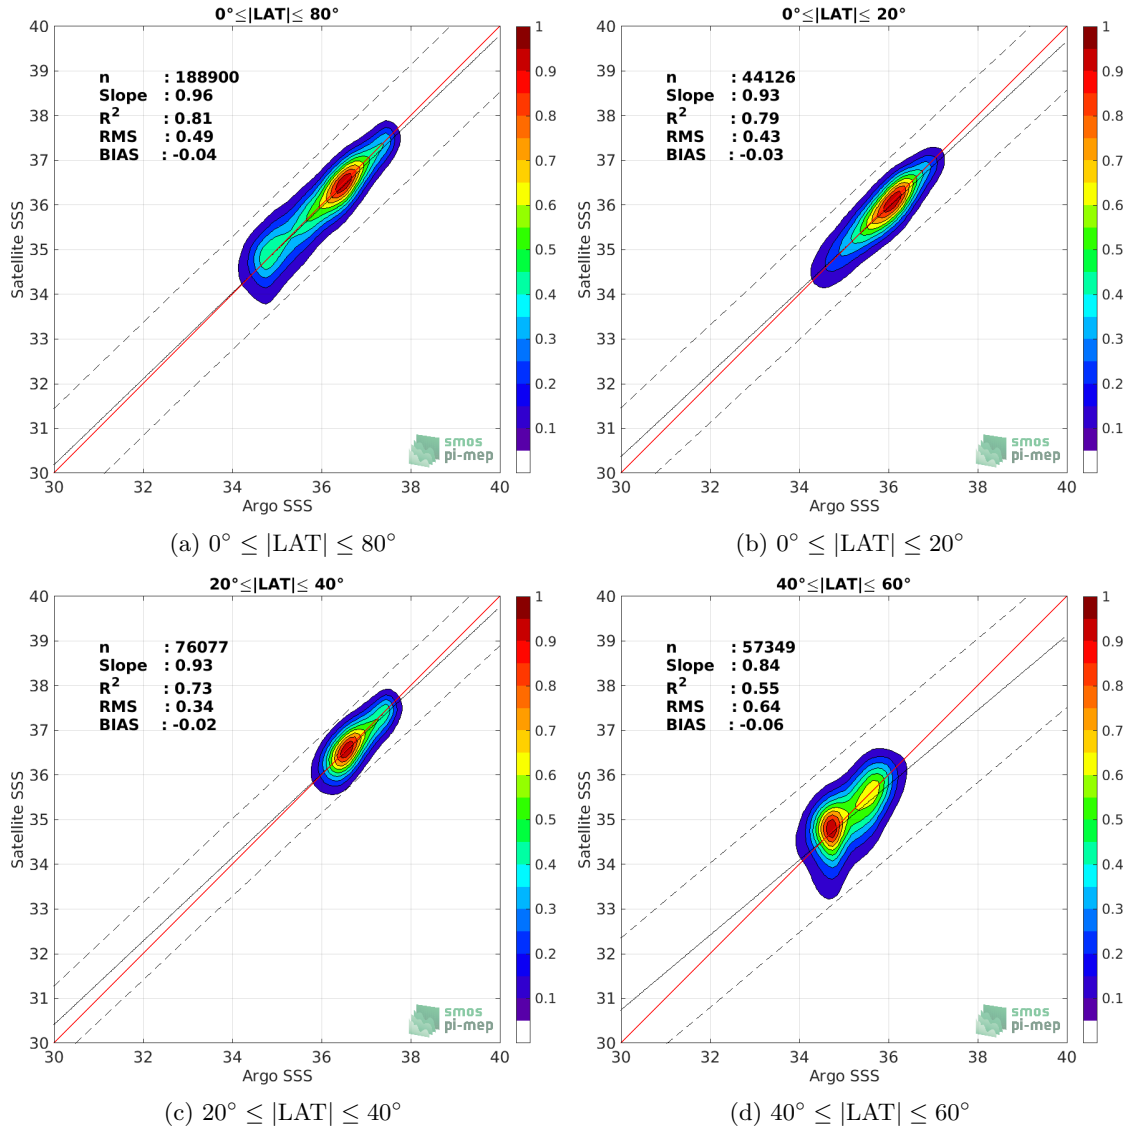 0°≤|LAT|≤ 80°
n : 188900
Slope : 0.96
R² : 0.81
RMS : 0.49
BIAS : -0.04
40
39
38
37
36
35
34
33
32
31
30
30 32 34 36 38 40
Satellite SSS
Argo SSS
1
0.9
0.8
0.7
0.6
0.5
0.4
0.3
0.2
0.1
smos
pi-mep
(a) 0° ≤ |LAT| ≤ 80°
0°≤|LAT|≤ 20°
n : 44126
Slope : 0.93
R² : 0.79
RMS : 0.43
BIAS : -0.03
40
39
38
37
36
35
34
33
32
31
30
30 32 34 36 38 40
Satellite SSS
Argo SSS
1
0.9
0.8
0.7
0.6
0.5
0.4
0.3
0.2
0.1
smos
pi-mep
(b) 0° ≤ |LAT| ≤ 20°
20°≤|LAT|≤ 40°
n : 76077
Slope : 0.93
R² : 0.73
RMS : 0.34
BIAS : -0.02
40
39
38
37
36
35
34
33
32
31
30
30 32 34 36 38 40
Satellite SSS
Argo SSS
1
0.9
0.8
0.7
0.6
0.5
0.4
0.3
0.2
0.1
smos
pi-mep
(c) 20° ≤ |LAT| ≤ 40°
40°≤|LAT|≤ 60°
n : 57349
Slope : 0.84
R² : 0.55
RMS : 0.64
BIAS : -0.06
40
39
38
37
36
35
34
33
32
31
30
30 32 34 36 38 40
Satellite SSS
Argo SSS
1
0.9
0.8
0.7
0.6
0.5
0.4
0.3
0.2
0.1
smos
pi-mep
(d) 40° ≤ |LAT| ≤ 60°